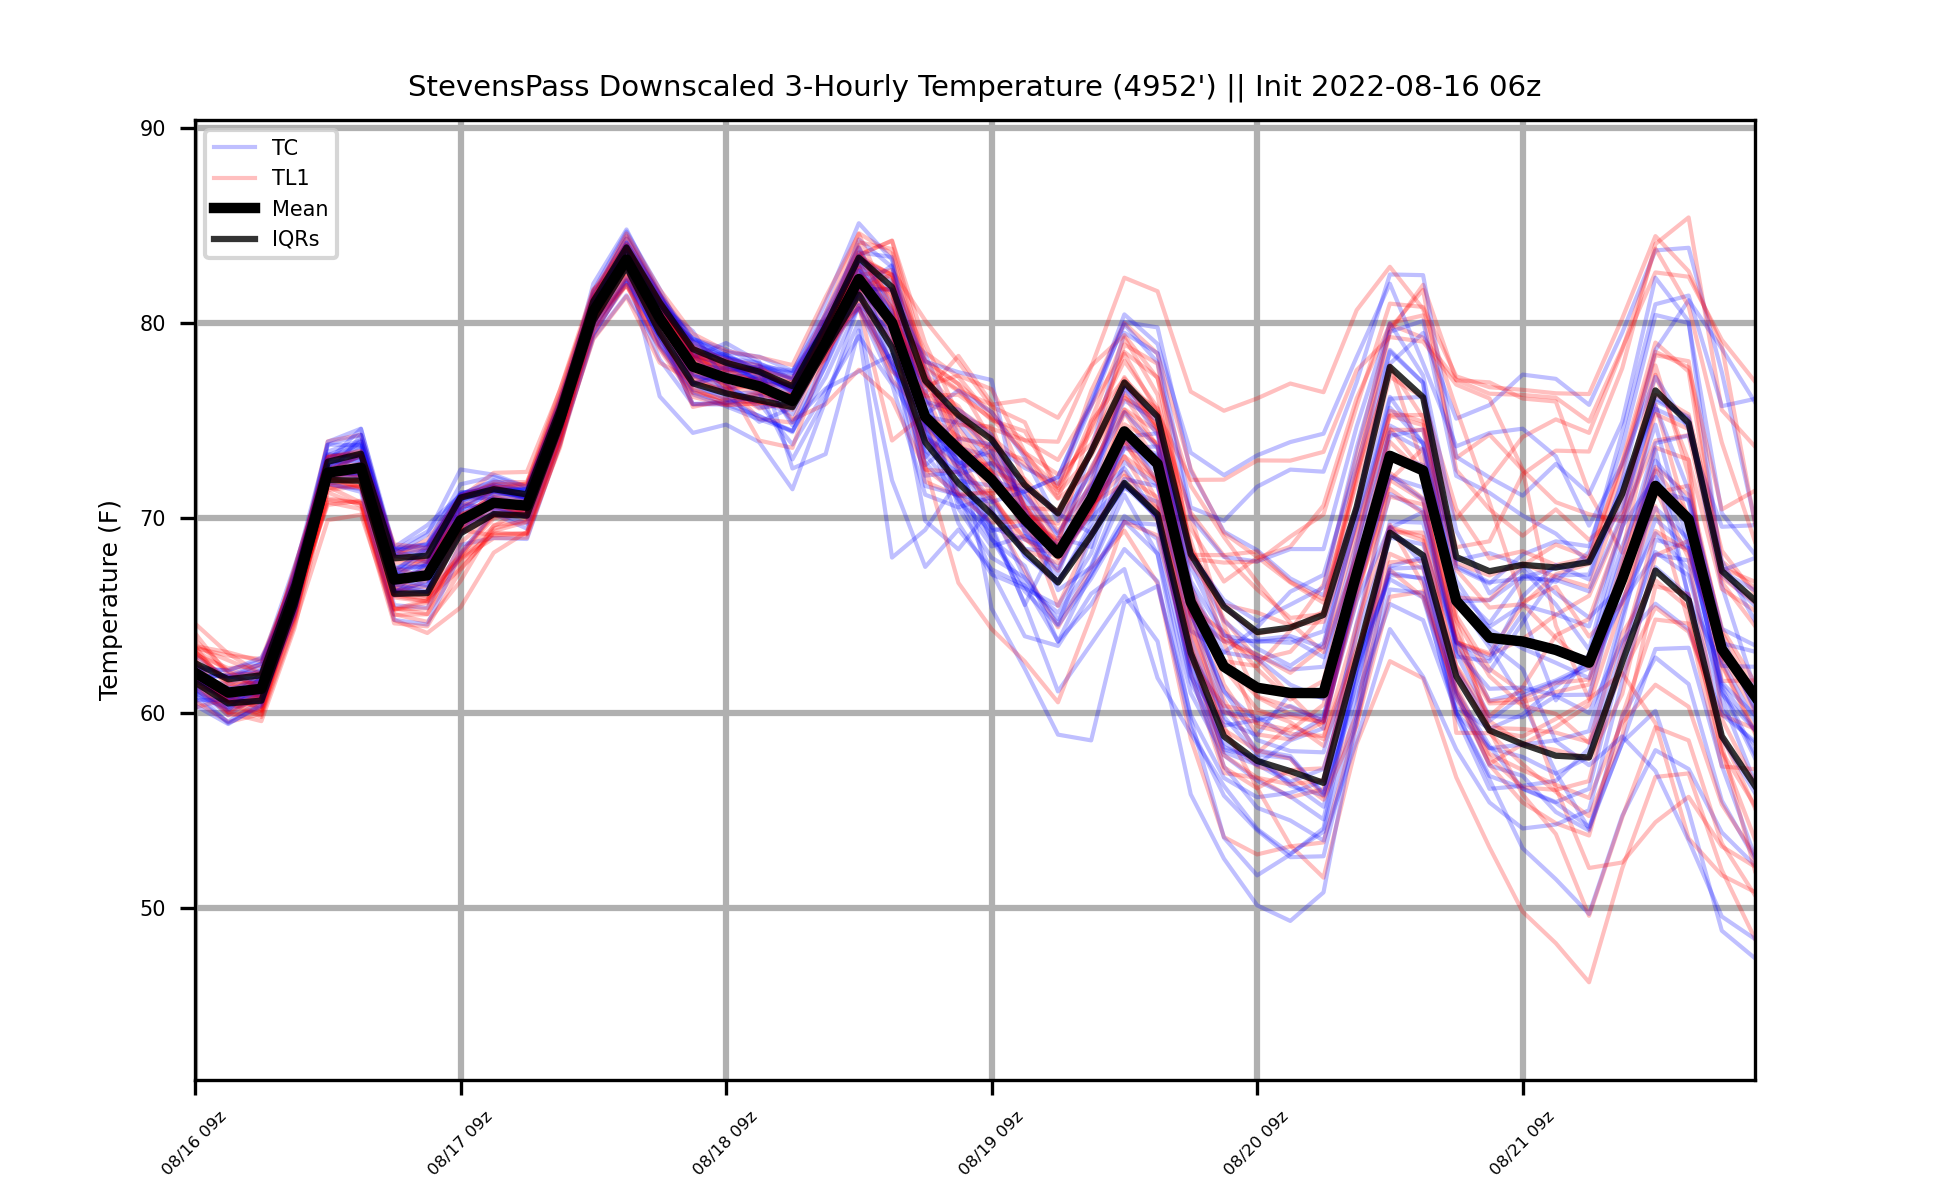 StevensPass Downscaled 3-Hourly Temperature (4952') || Init 2022-08-16 06z
TC
TL1
Mean
IQRs
Temperature (F)
90
80
70
60
50
08/16 09z
08/17 09z
08/18 09z
08/19 09z
08/20 09z
08/21 09z